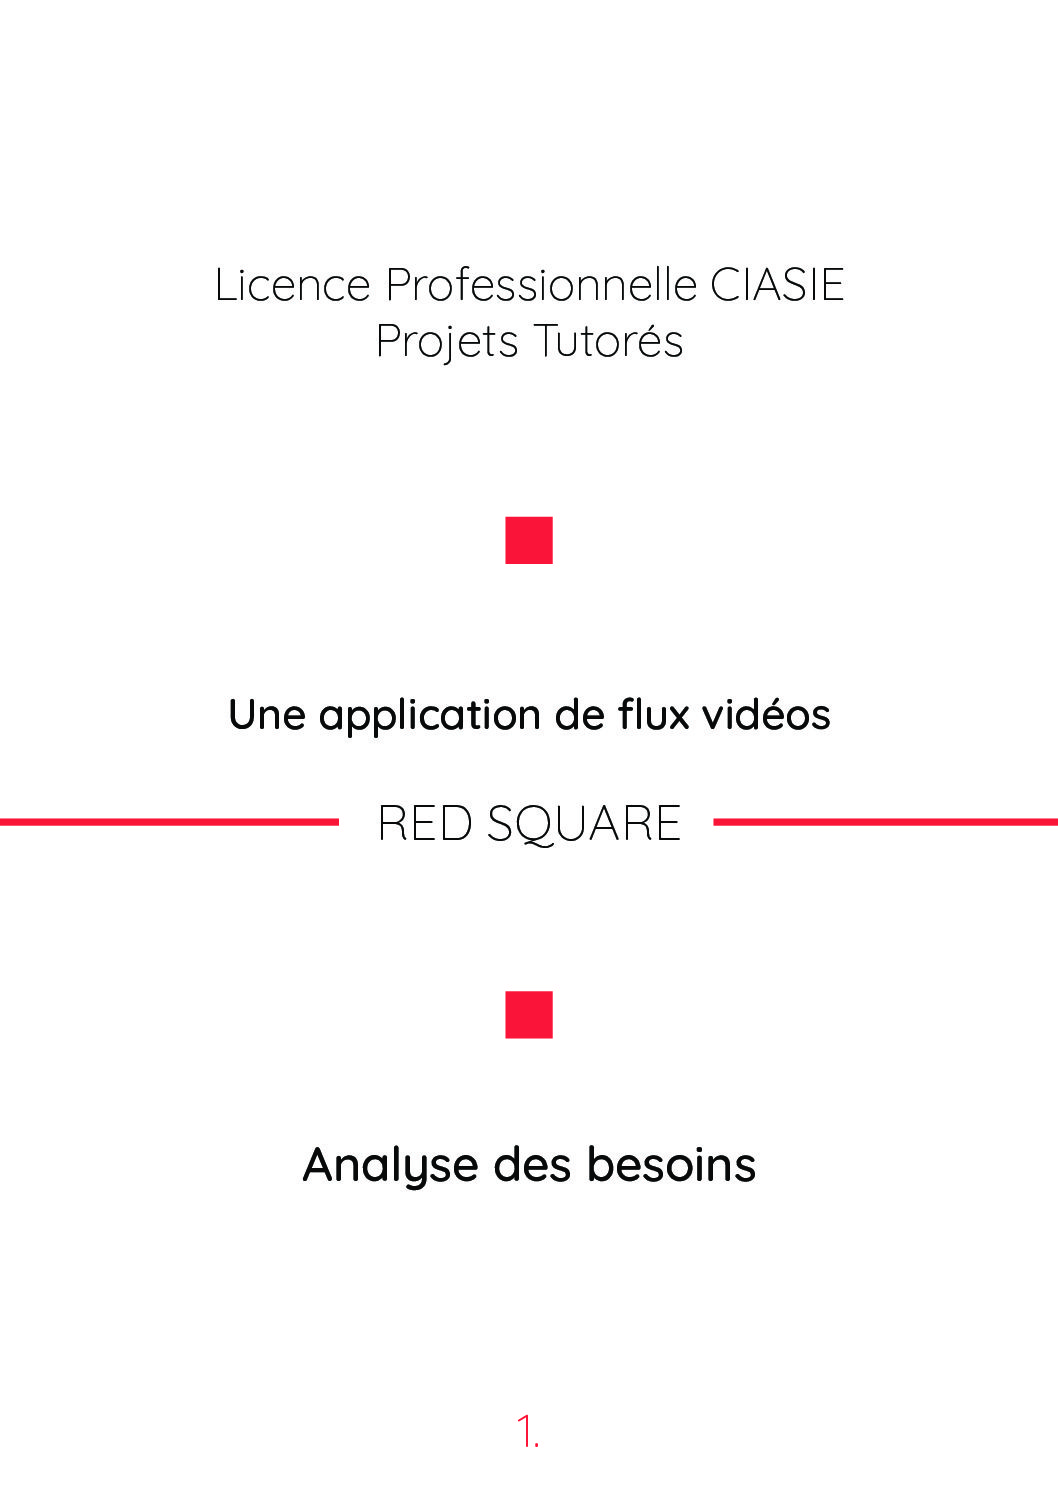 Licence Professionnelle CIASIE
Projets Tutorés
Une application de flux vidéos
RED SQUARE
Analyse des besoins
1.